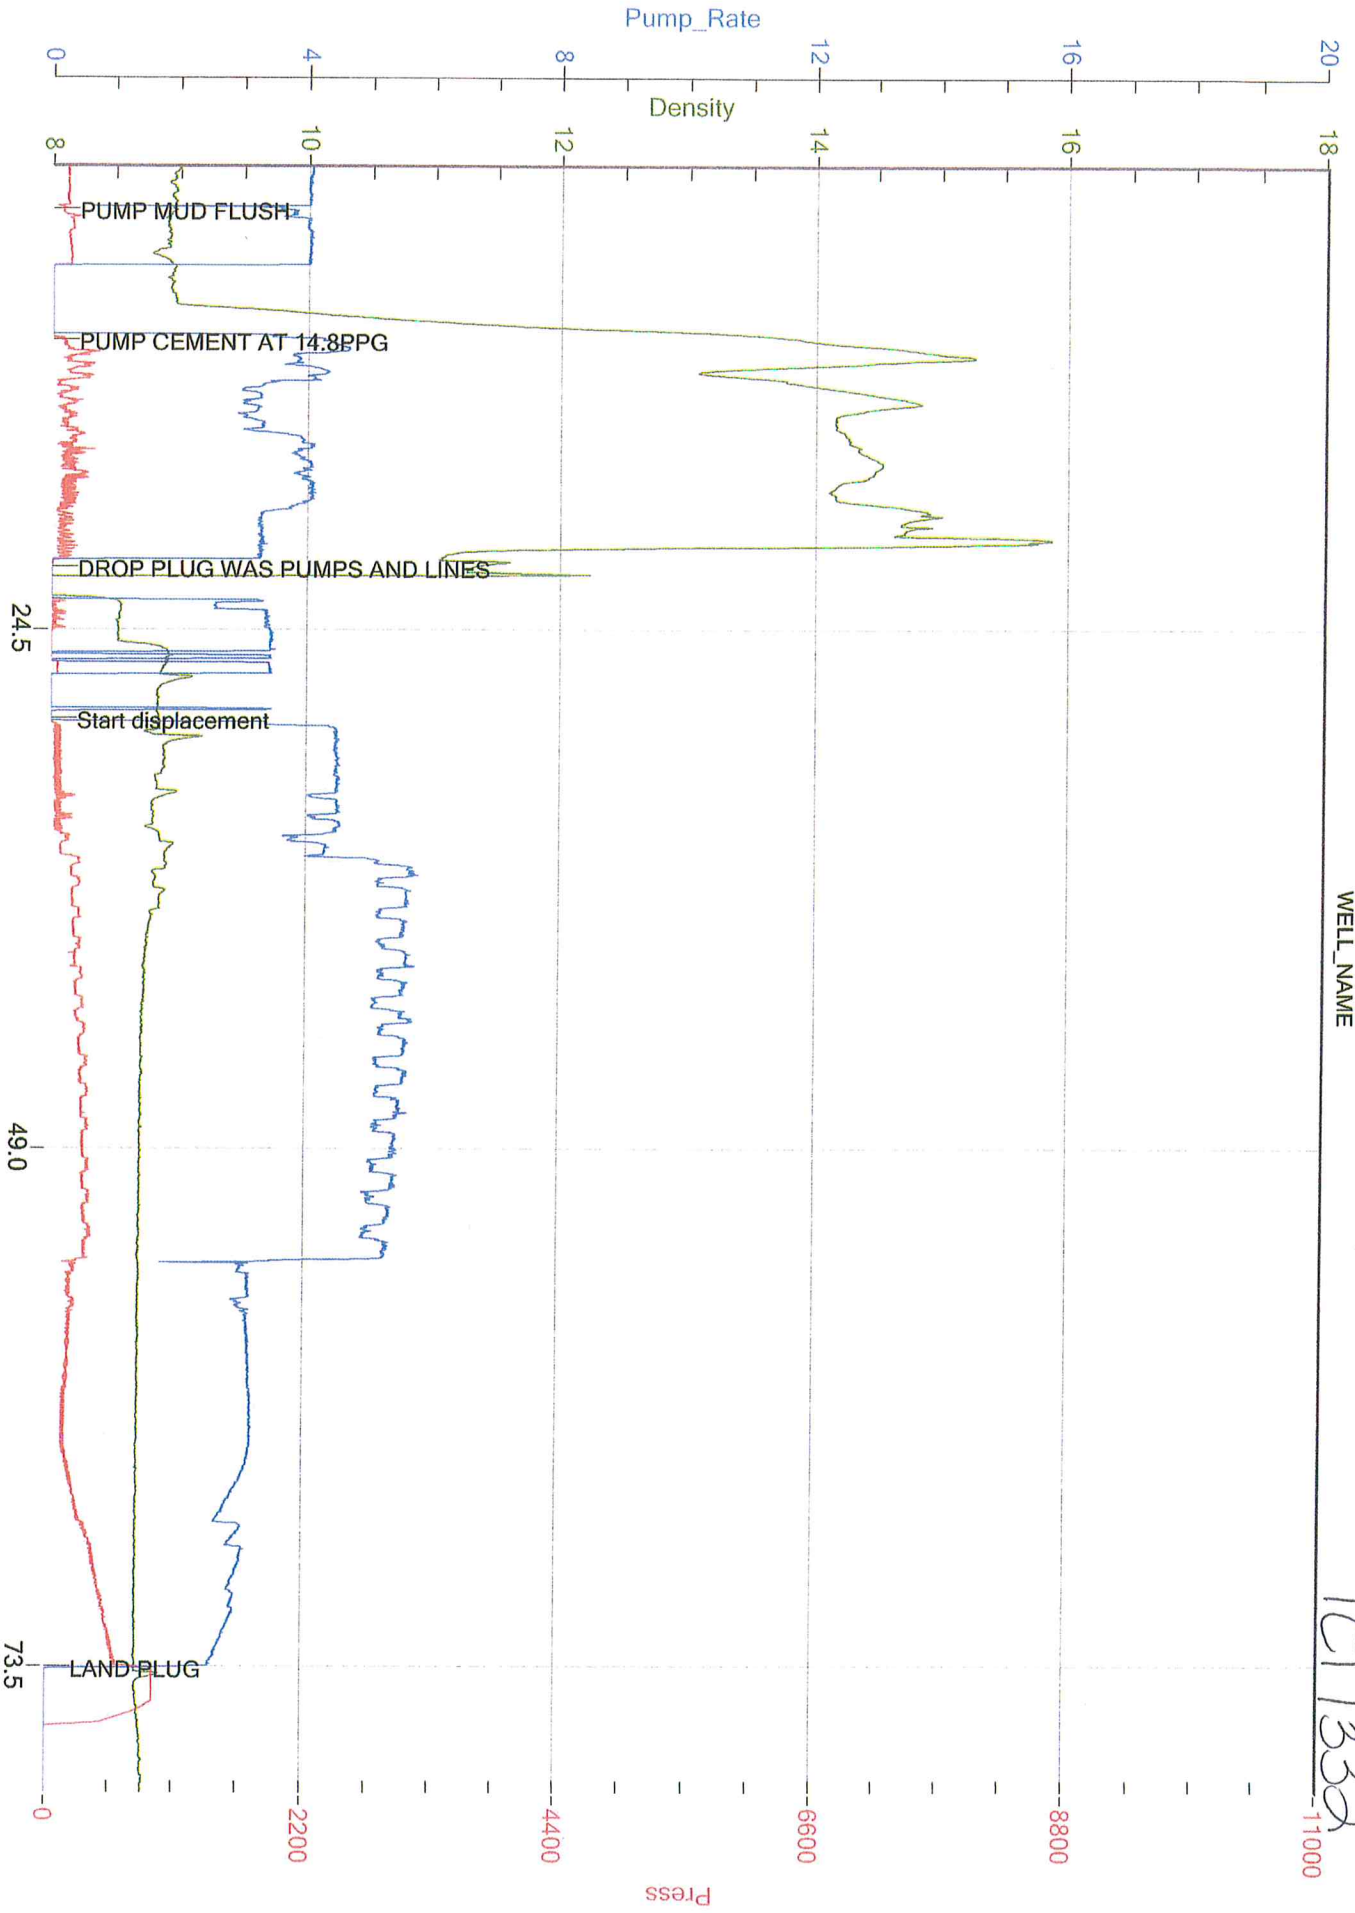 Pump_Rate
0 4 8 12 16 20
Density
8 10 12 14 16 18
PUMP MUD FLUSH
PUMP CEMENT AT 14.8PPG
DROP PLUG WAS PUMPS AND LINES
24.5
Start displacement
WELL_NAME
49.0
73.5
LAND PLUG
0 2200 4400 6600 8800 11000
Press